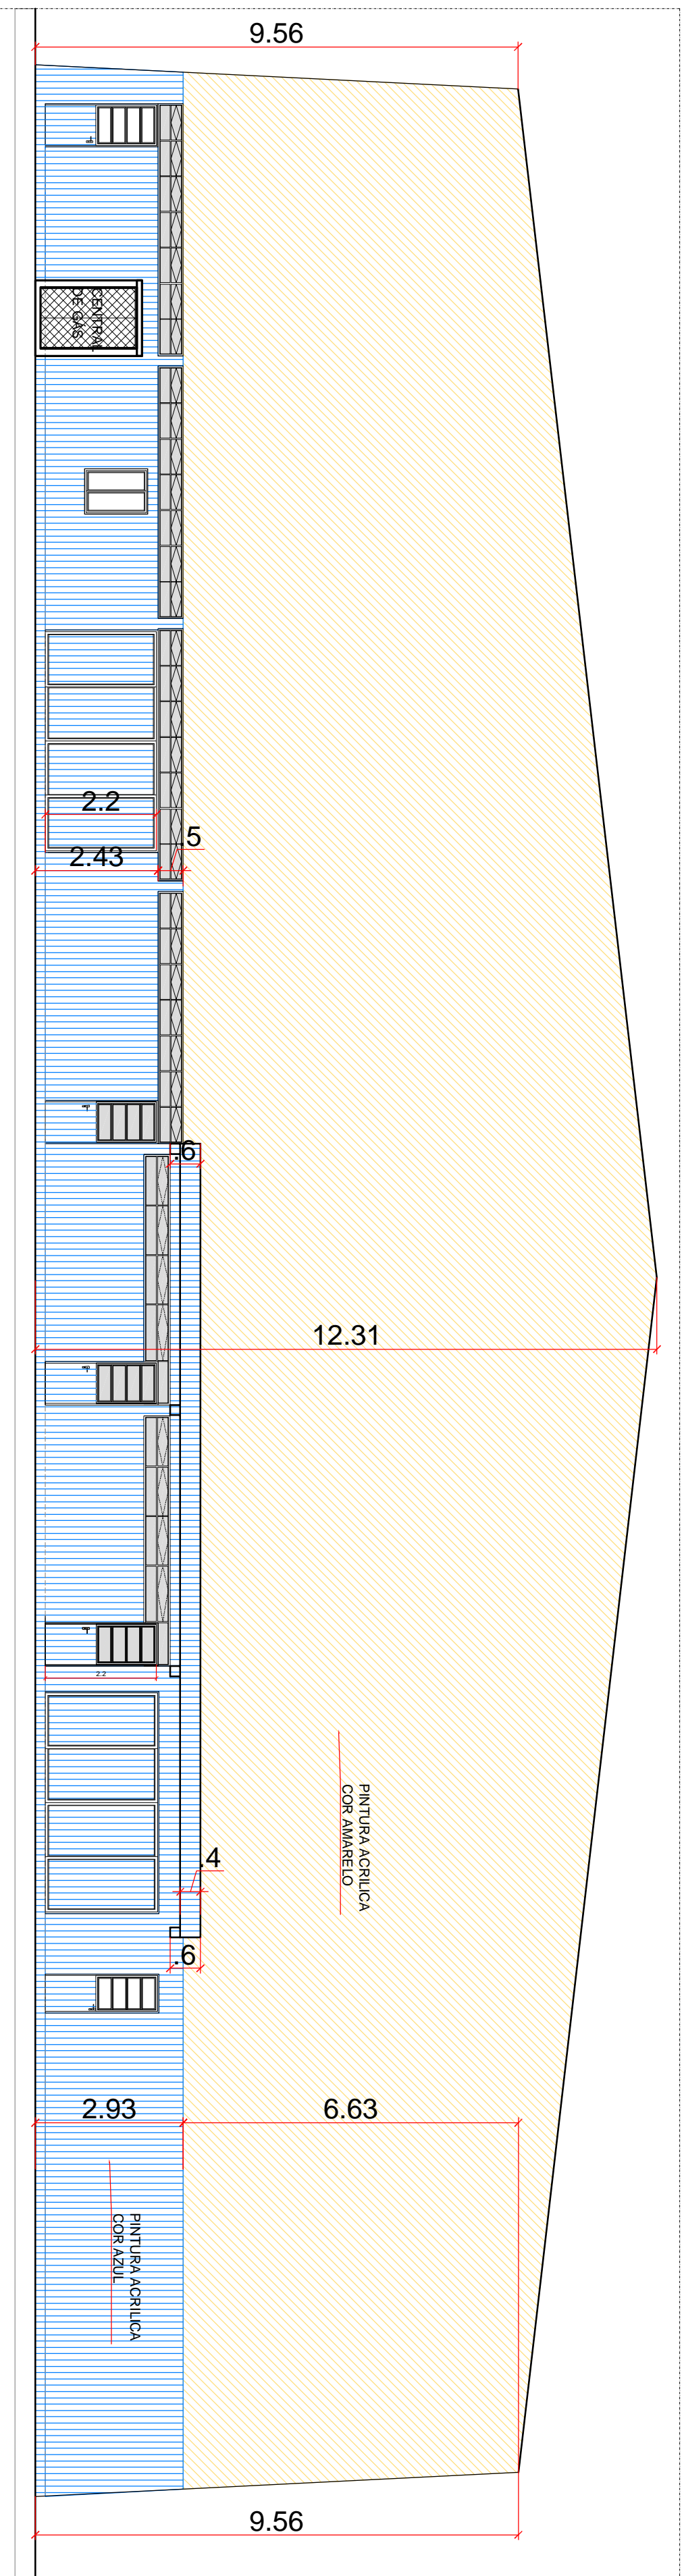 9.56
CENTRAL
DE GÁS
2.2
2.43
.5
.6
12.31
2.2
PINTURA ACRILICA
COR AMARELO
.4
.6
2.93
6.63
PINTURA ACRILICA
COR AZUL
9.56